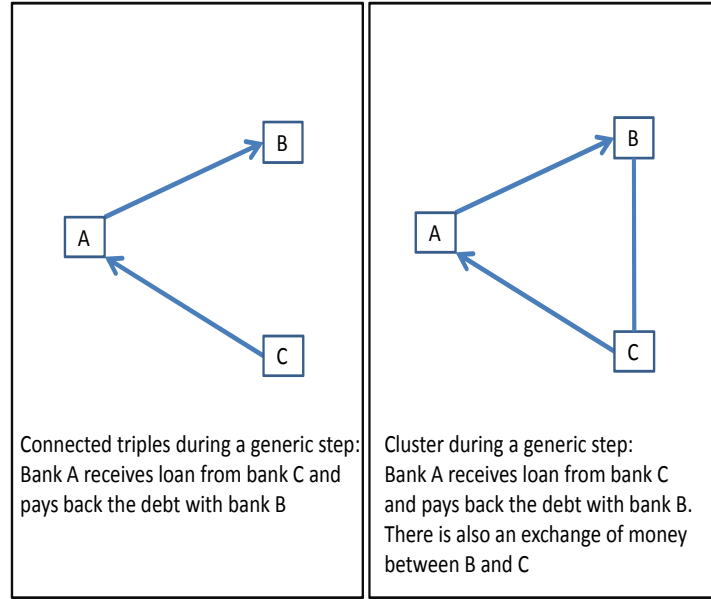 B
A
C
Connected triples during a generic step:
Bank A receives loan from bank C and
pays back the debt with bank B
B
A
C
Cluster during a generic step:
Bank A receives loan from bank C
and pays back the debt with bank B.
There is also an exchange of money
between B and C